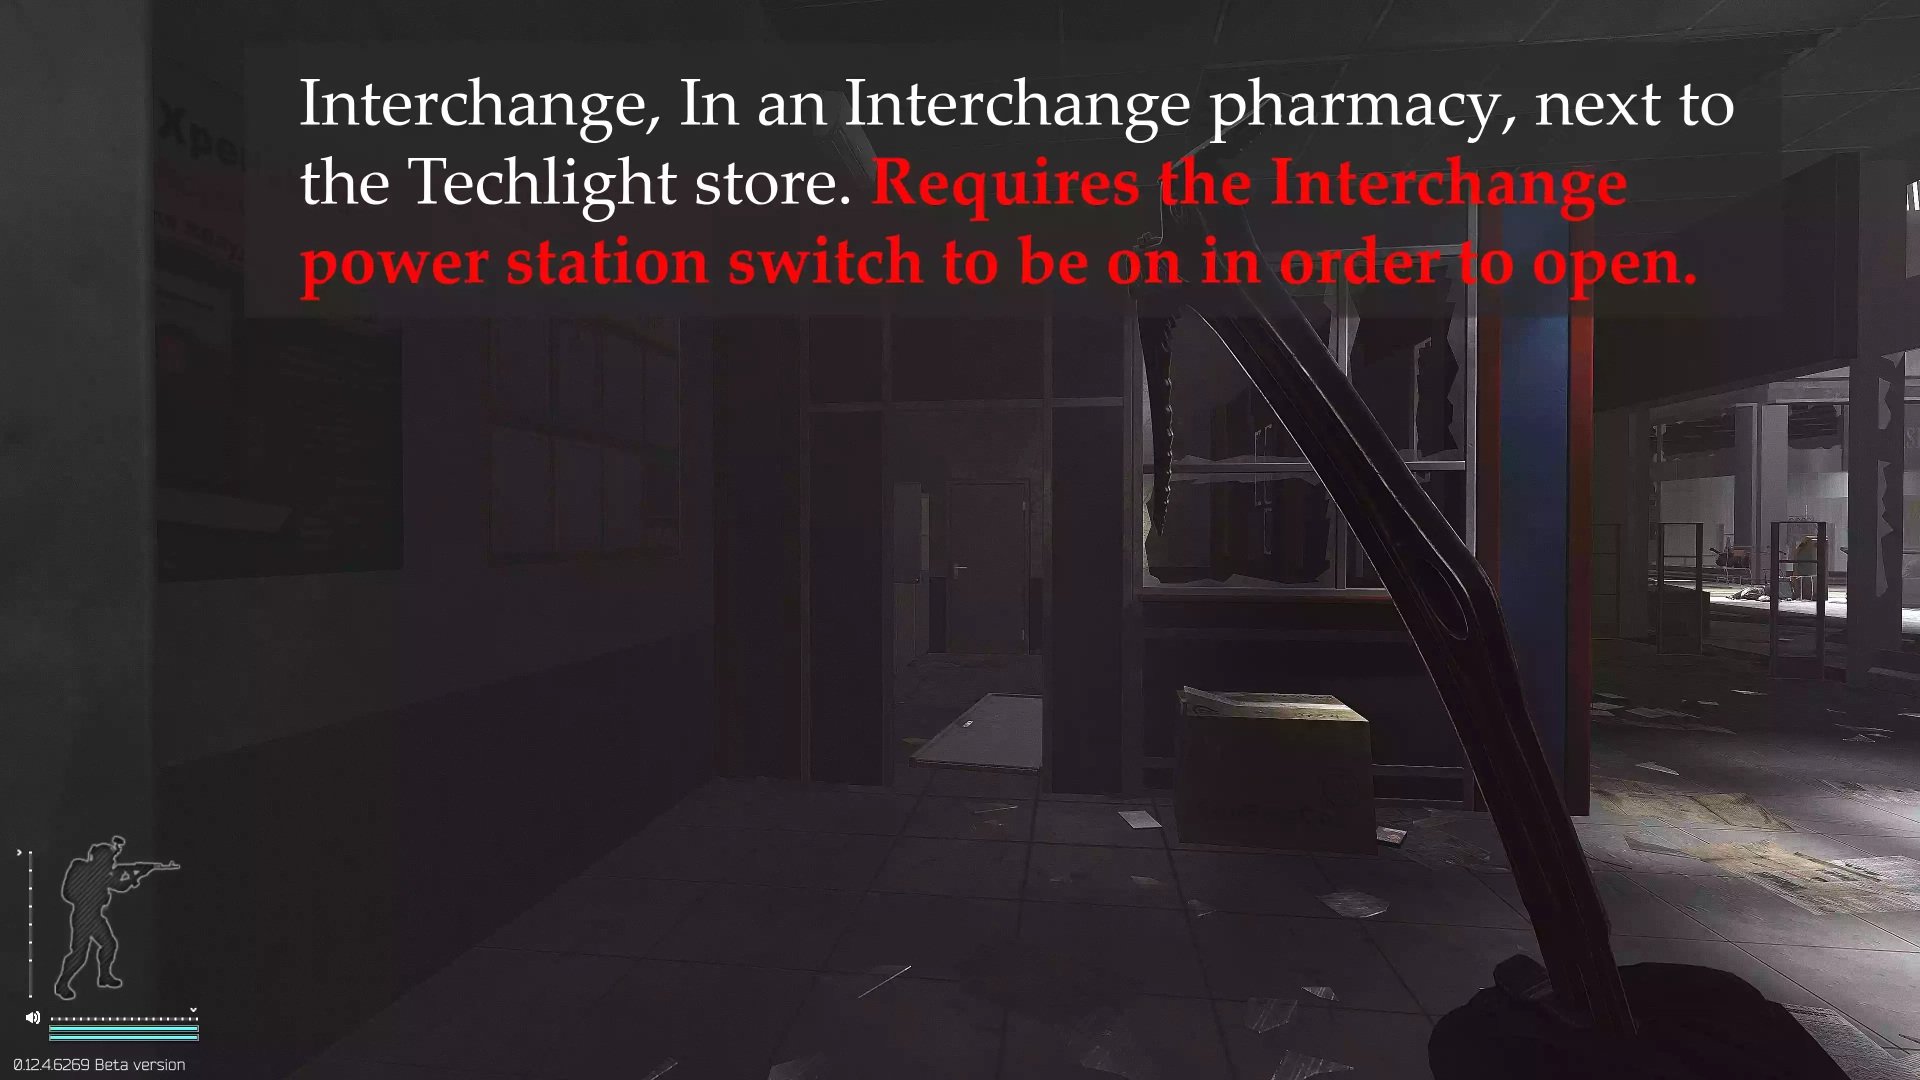 Interchange, In an Interchange pharmacy, next to
the Techlight store. Requires the Interchange
power station switch to be on in order to open.
0.12.4.6269 Beta version